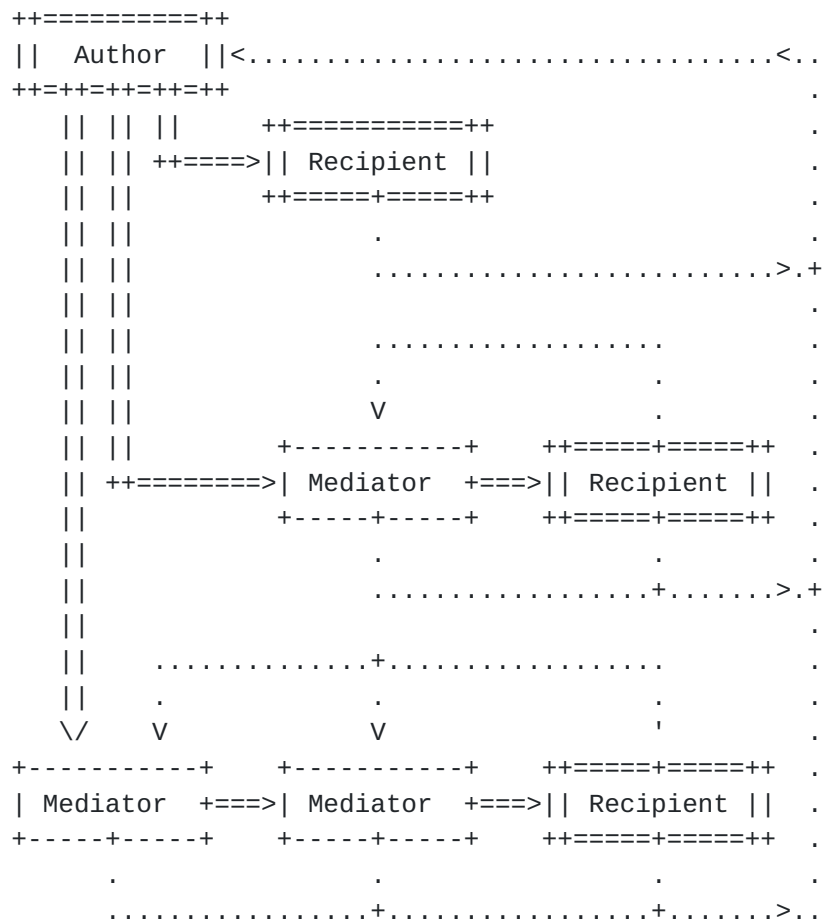 ++==========++
||  Author  ||<..................................<..
++=++=++=++=++                                     .
   || || ||     ++===========++                    .
   || || ++====>|| Recipient ||                    .
   || ||        ++=====+=====++                    .
   || ||               .                           .
   || ||               ..........................>.+
   || ||                                           .
   || ||               ...................         .
   || ||               .                 .         .
   || ||               V                 .         .
   || ||         +-----------+    ++=====+=====++  .
   || ++========>| Mediator  +===>|| Recipient ||  .
   ||            +-----+-----+    ++=====+=====++  .
   ||                  .                 .         .
   ||                  ..................+.......>.+
   ||                                              .
   ||    ..............+..................         .
   ||    .             .                 .         .
   \/    V             V                 '         .
+-----------+    +-----------+    ++=====+=====++  .
| Mediator  +===>| Mediator  +===>|| Recipient ||  .
+-----+-----+    +-----+-----+    ++=====+=====++  .
      .                .                 .         .
      .................+.................+.......>..